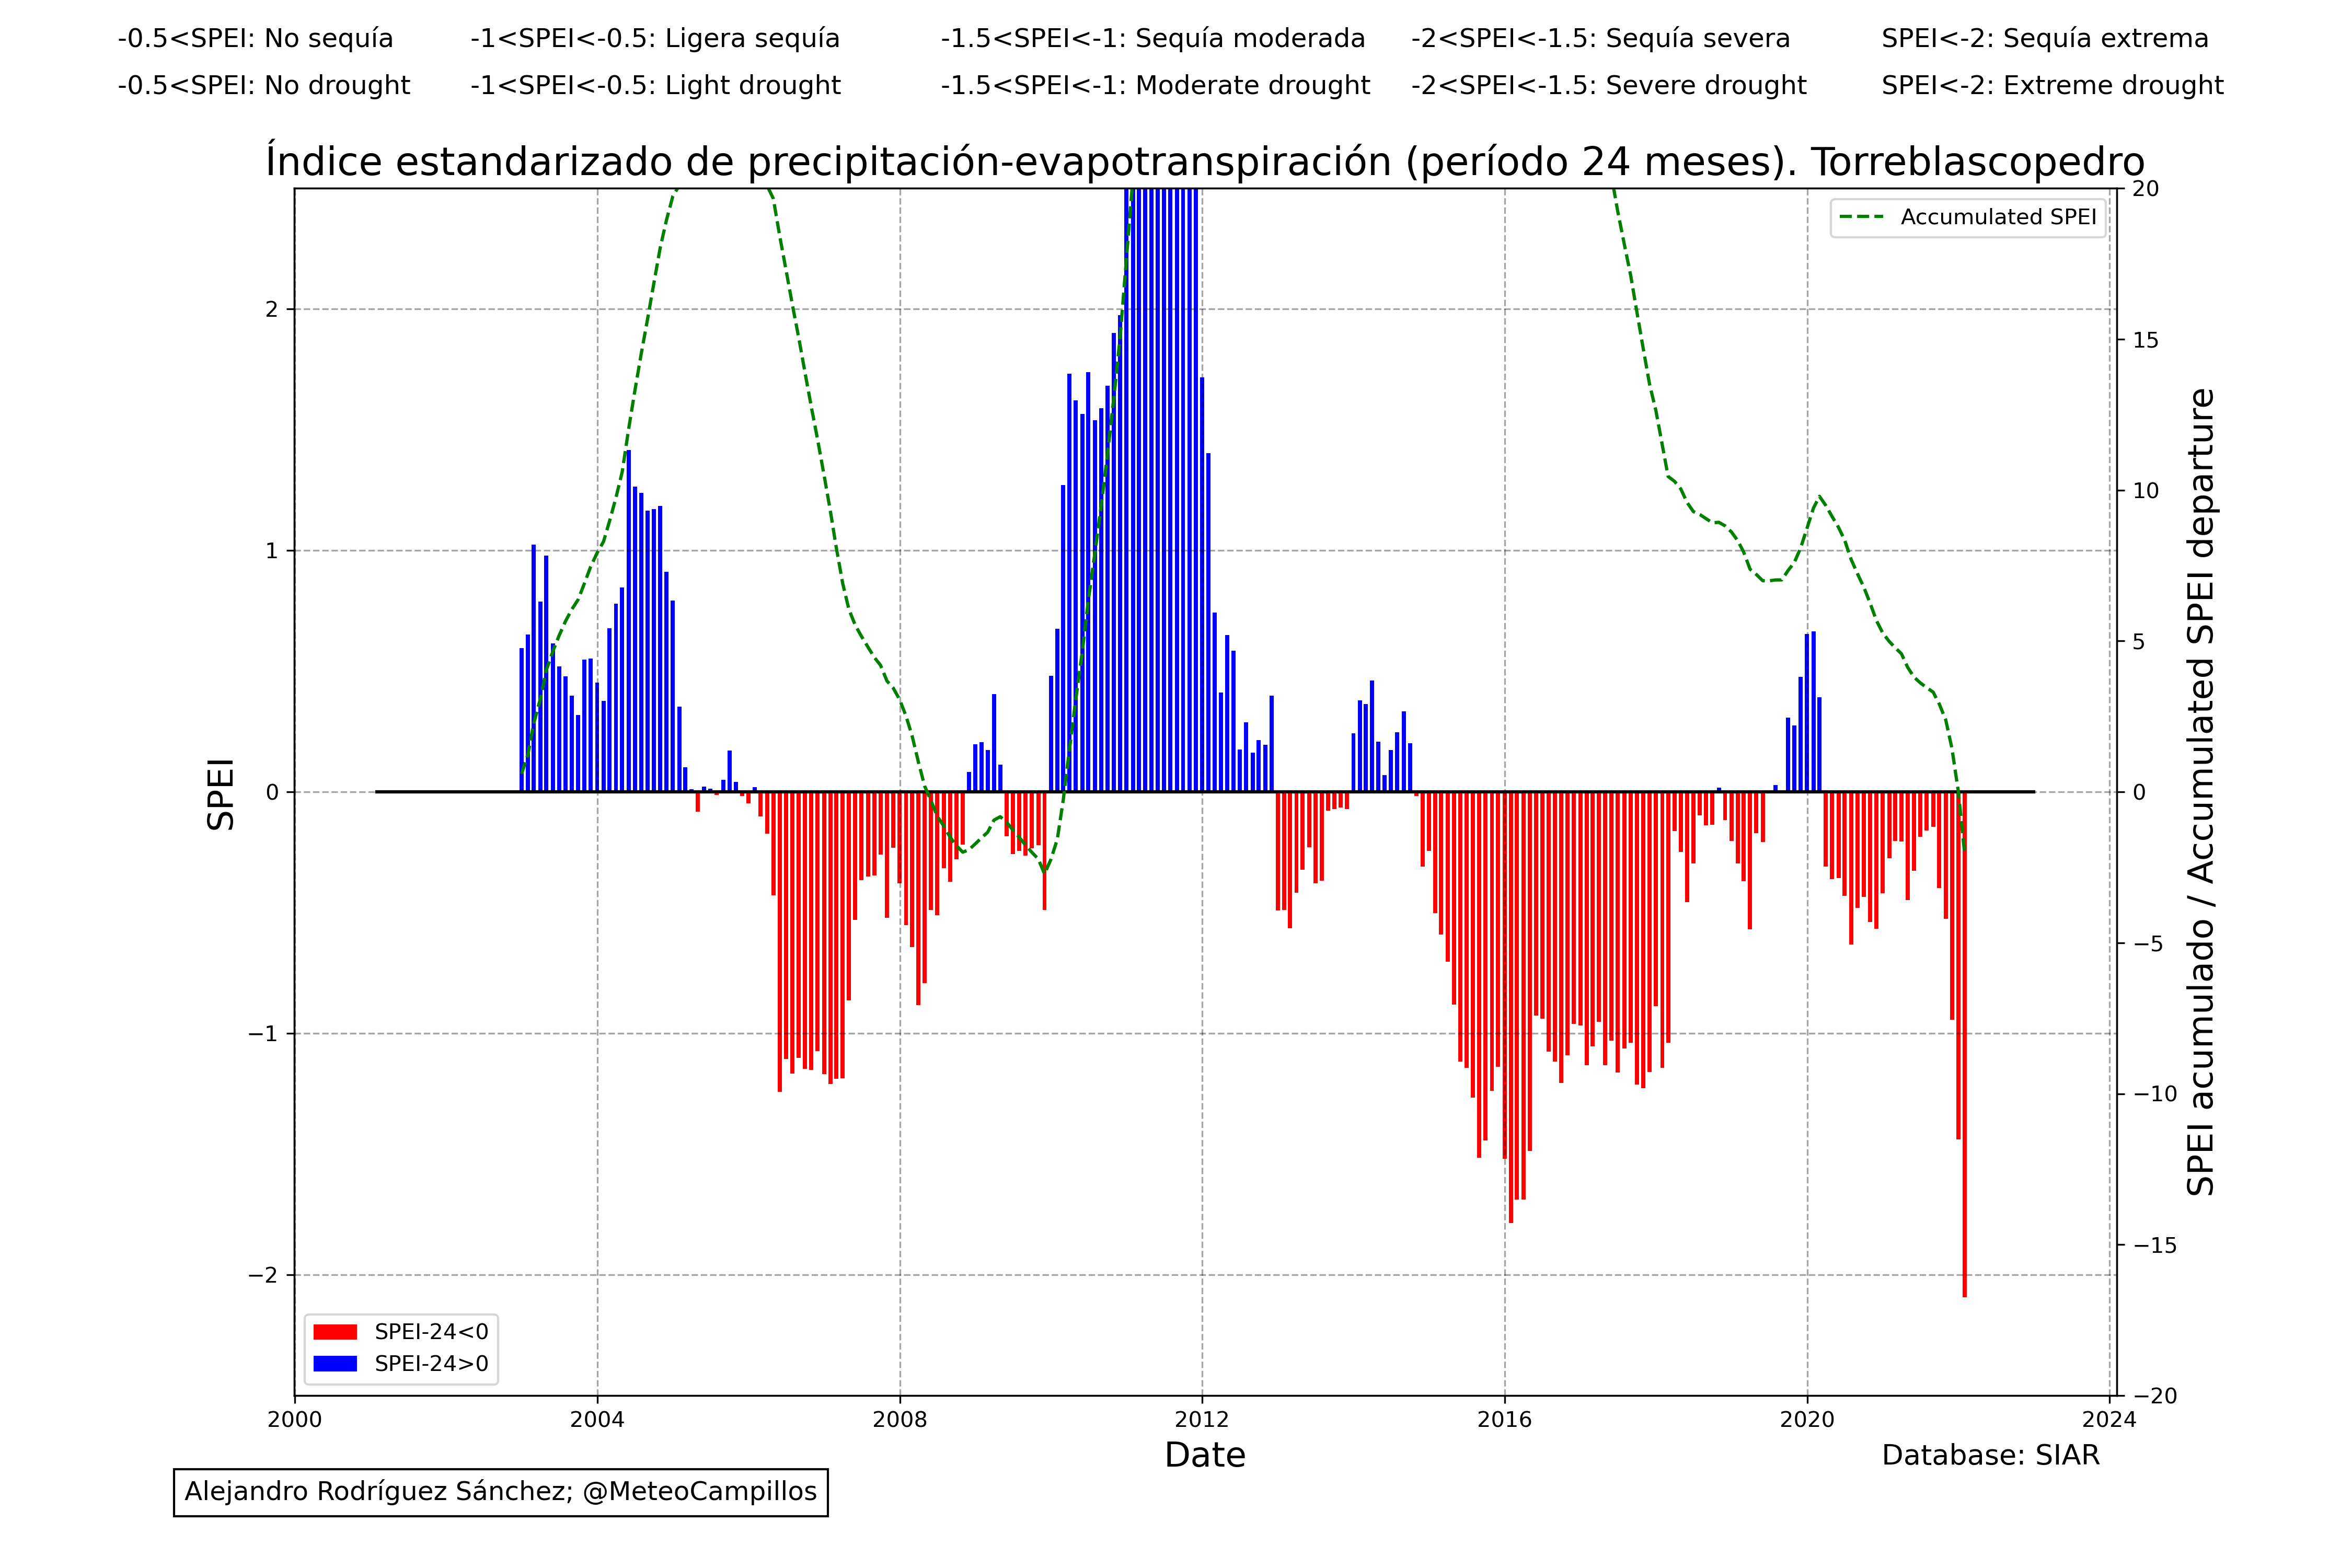 -0.5<SPEI: No sequía -1<SPEI<-0.5: Ligera sequía -1.5<SPEI<-1: Sequía moderada -2<SPEI<-1.5: Sequía severa SPEI<-2: Sequía extrema
-0.5<SPEI: No drought -1<SPEI<-0.5: Light drought -1.5<SPEI<-1: Moderate drought -2<SPEI<-1.5: Severe drought SPEI<-2: Extreme drought
Índice estandarizado de precipitación-evapotranspiración (período 24 meses). Torreblascopedro
Accumulated SPEI
SPEI
2
1
0
−1
−2
20
15
10
5
0
−5
−10
−15
−20
SPEI acumulado / Accumulated SPEI departure
SPEI-24<0
SPEI-24>0
2000 2004 2008 2012 2016 2020 2024
Date
Database: SIAR
Alejandro Rodríguez Sánchez; @MeteoCampillos